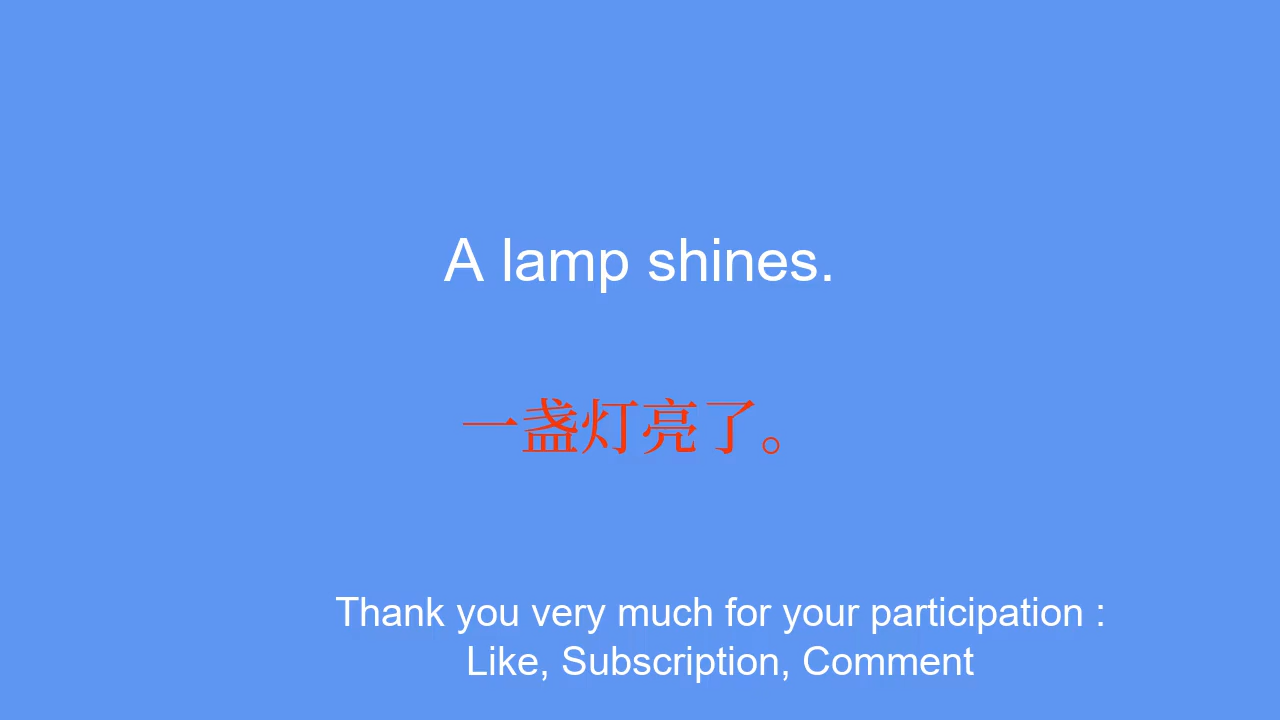 A lamp shines.
一盏灯亮了。
Thank you very much for your participation :
Like, Subscription, Comment